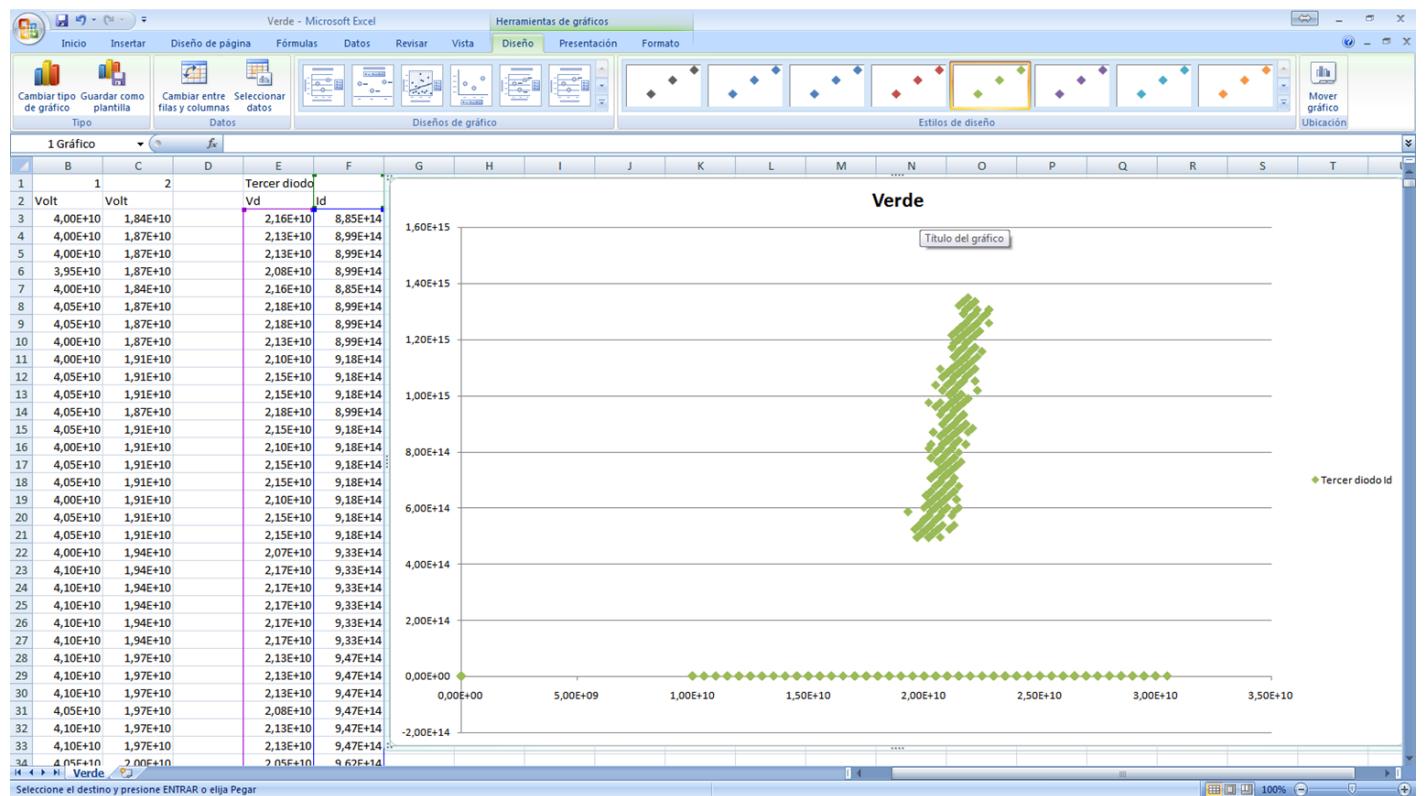 Verde - Microsoft Excel Herramientas de gráficos
Inicio Insertar Diseño de página Fórmulas Datos Revisar Vista Diseño Presentación Formato
Cambiar tipo de gráfico Guardar como plantilla Cambiar entre filas y columnas Seleccionar datos Mover gráfico
Tipo Datos Diseños de gráfico Estilos de diseño Ubicación
1 Gráfico fx
B C D E F G H I J K L M N O P Q R S T
1 1 2 Tercer diodo
2 Volt Volt Vd Id
3 4,00E+10 1,84E+10 2,16E+10 8,85E+14
4 4,00E+10 1,87E+10 2,13E+10 8,99E+14
5 4,00E+10 1,87E+10 2,13E+10 8,99E+14
6 3,95E+10 1,87E+10 2,08E+10 8,99E+14
7 4,00E+10 1,84E+10 2,16E+10 8,85E+14
8 4,05E+10 1,87E+10 2,18E+10 8,99E+14
9 4,05E+10 1,87E+10 2,18E+10 8,99E+14
10 4,00E+10 1,87E+10 2,13E+10 8,99E+14
11 4,00E+10 1,91E+10 2,10E+10 9,18E+14
12 4,05E+10 1,91E+10 2,15E+10 9,18E+14
13 4,05E+10 1,91E+10 2,15E+10 9,18E+14
14 4,05E+10 1,87E+10 2,18E+10 8,99E+14
15 4,05E+10 1,91E+10 2,15E+10 9,18E+14
16 4,00E+10 1,91E+10 2,10E+10 9,18E+14
17 4,05E+10 1,91E+10 2,15E+10 9,18E+14
18 4,05E+10 1,91E+10 2,15E+10 9,18E+14
19 4,00E+10 1,91E+10 2,10E+10 9,18E+14
20 4,05E+10 1,91E+10 2,15E+10 9,18E+14
21 4,05E+10 1,91E+10 2,15E+10 9,18E+14
22 4,00E+10 1,94E+10 2,07E+10 9,33E+14
23 4,10E+10 1,94E+10 2,17E+10 9,33E+14
24 4,10E+10 1,94E+10 2,17E+10 9,33E+14
25 4,10E+10 1,94E+10 2,17E+10 9,33E+14
26 4,10E+10 1,94E+10 2,17E+10 9,33E+14
27 4,10E+10 1,94E+10 2,17E+10 9,33E+14
28 4,10E+10 1,97E+10 2,13E+10 9,47E+14
29 4,10E+10 1,97E+10 2,13E+10 9,47E+14
30 4,10E+10 1,97E+10 2,13E+10 9,47E+14
31 4,05E+10 1,97E+10 2,08E+10 9,47E+14
32 4,10E+10 1,97E+10 2,13E+10 9,47E+14
33 4,10E+10 1,97E+10 2,13E+10 9,47E+14
34 4,05E+10 2,00E+10 2,05E+10 9,62E+14
Verde
Título del gráfico
1,60E+15
1,40E+15
1,20E+15
1,00E+15
8,00E+14
6,00E+14
4,00E+14
2,00E+14
0,00E+00
-2,00E+14
0,00E+00 5,00E+09 1,00E+10 1,50E+10 2,00E+10 2,50E+10 3,00E+10 3,50E+10
Tercer diodo Id
Verde
Seleccione el destino y presione ENTRAR o elija Pegar 100%